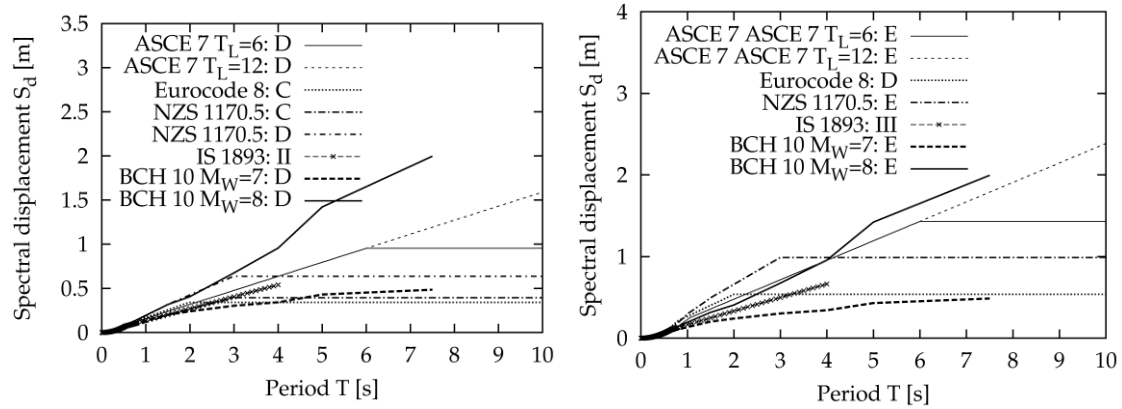 Spectral displacement S_d [m]
3.5
3
2.5
2
1.5
1
0.5
0
ASCE 7 T_L=6: D
ASCE 7 T_L=12: D
Eurocode 8: C
NZS 1170.5: C
NZS 1170.5: D
IS 1893: II
BCH 10 M_W=7: D
BCH 10 M_W=8: D
0 1 2 3 4 5 6 7 8 9 10
Period T [s]
Spectral displacement S_d [m]
4
3
2
1
0
ASCE 7 ASCE 7 T_L=6: E
ASCE 7 ASCE 7 ASCE 7 T_L=12: E
Eurocode 8: D
NZS 1170.5: E
IS 1893: III
BCH 10 M_W=7: E
BCH 10 M_W=8: E
0 1 2 3 4 5 6 7 8 9 10
Period T [s]